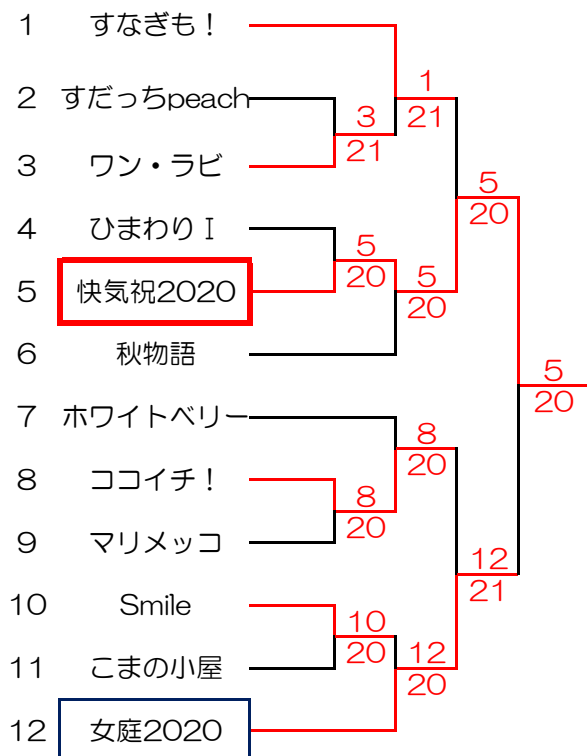 1 すなぎも！
2 すだっちpeach
3 ワン・ラビ
4 ひまわりⅠ
5 快気祝2020
6 秋物語
7 ホワイトベリー
8 ココイチ！
9 マリメッコ
10 Smile
11 こまの小屋
12 女庭2020
3
21
5
20
8
20
10
20
1
21
5
20
8
20
12
20
5
20
12
21
5
20